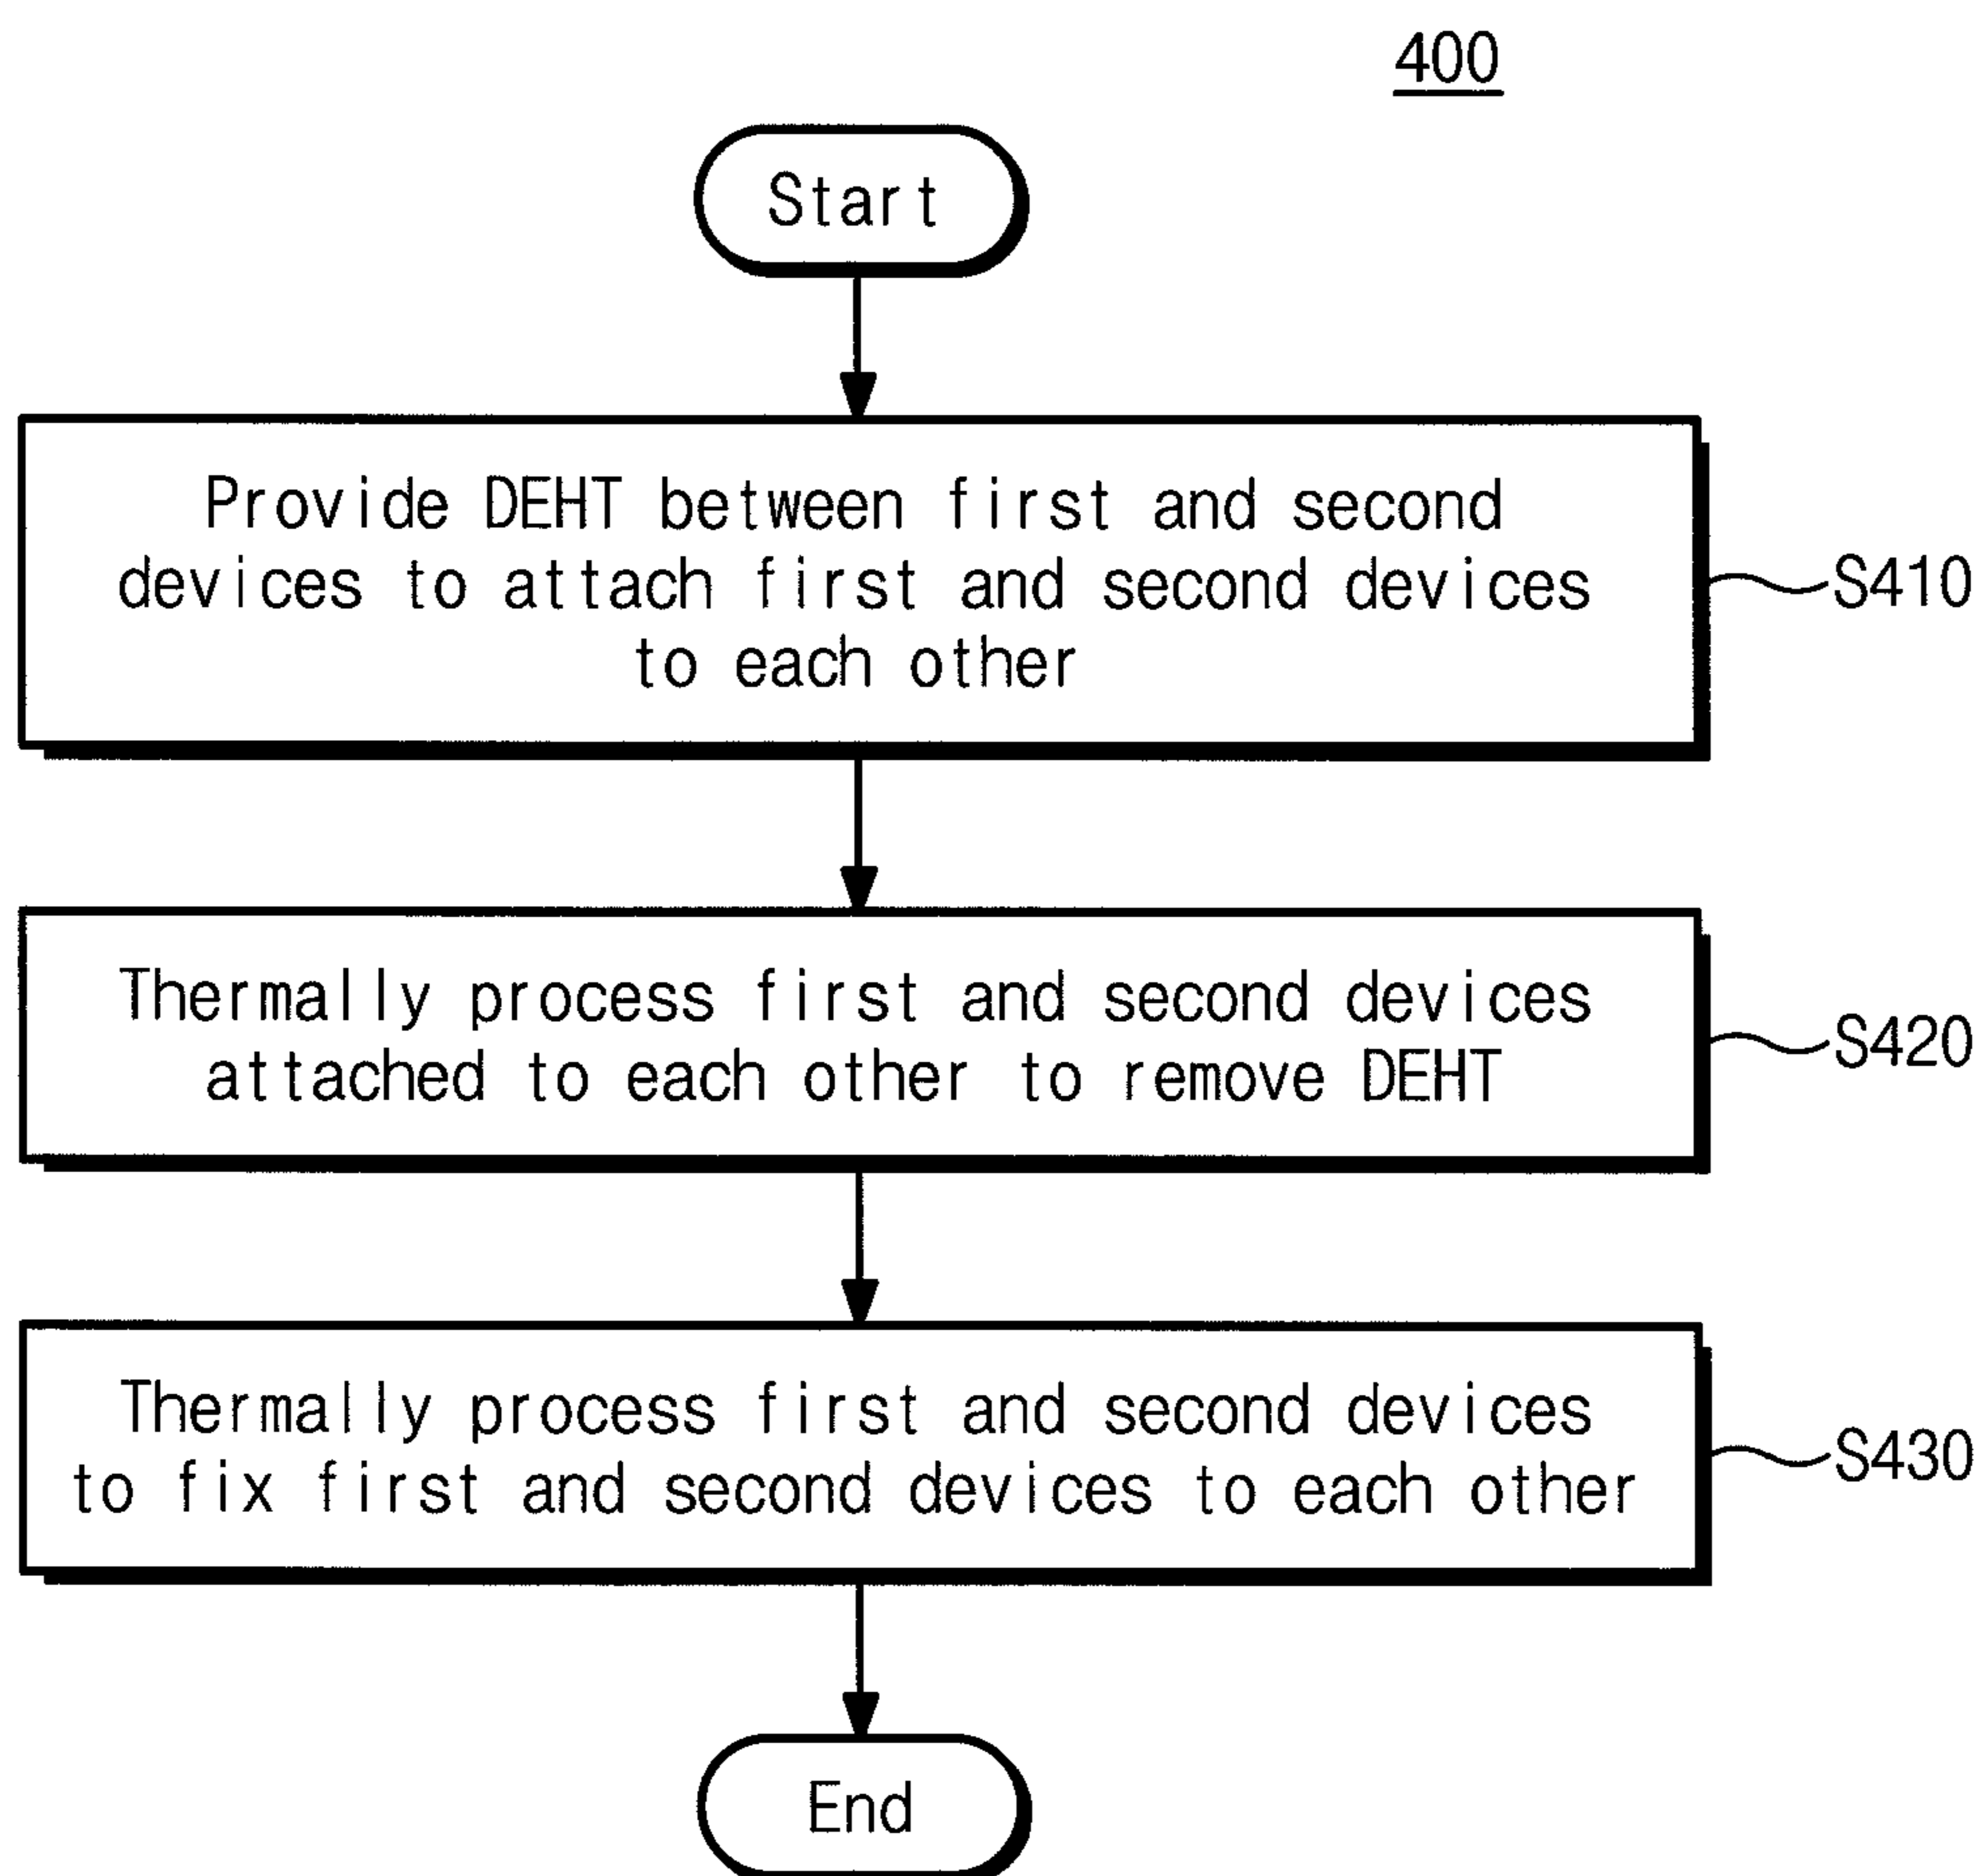 400
Start
Provide DEHT between first and second
devices to attach first and second devices
to each other
S410
Thermally process first and second devices
attached to each other to remove DEHT
S420
Thermally process first and second devices
to fix first and second devices to each other
S430
End